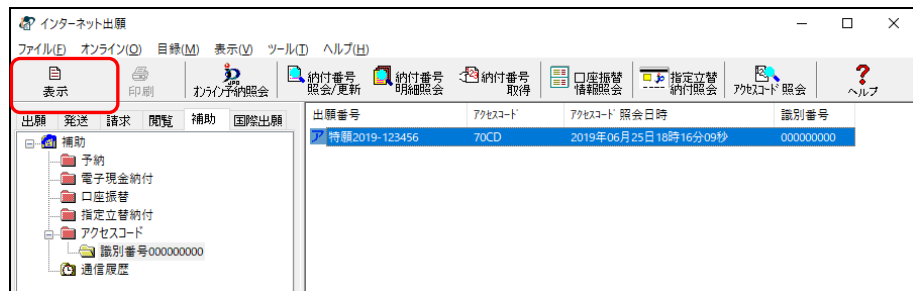 インターネット出願
ファイル(F) オンライン(O) 目録(M) 表示(V) ツール(T) ヘルプ(H)
表示 印刷 オンライン予納照会 納付番号照会/更新 納付番号明細照会 納付番号取得 口座振替情報照会 指定立替納付照会 アクセスコード照会 ヘルプ
出願 発送 請求 閲覧 補助 国際出願
出願番号 アクセスコード アクセスコード照会日時 識別番号
ア 特願2019-123456 70CD 2019年06月25日18時16分09秒 000000000
補助
予納
電子現金納付
口座振替
指定立替納付
アクセスコード
識別番号000000000
通信履歴